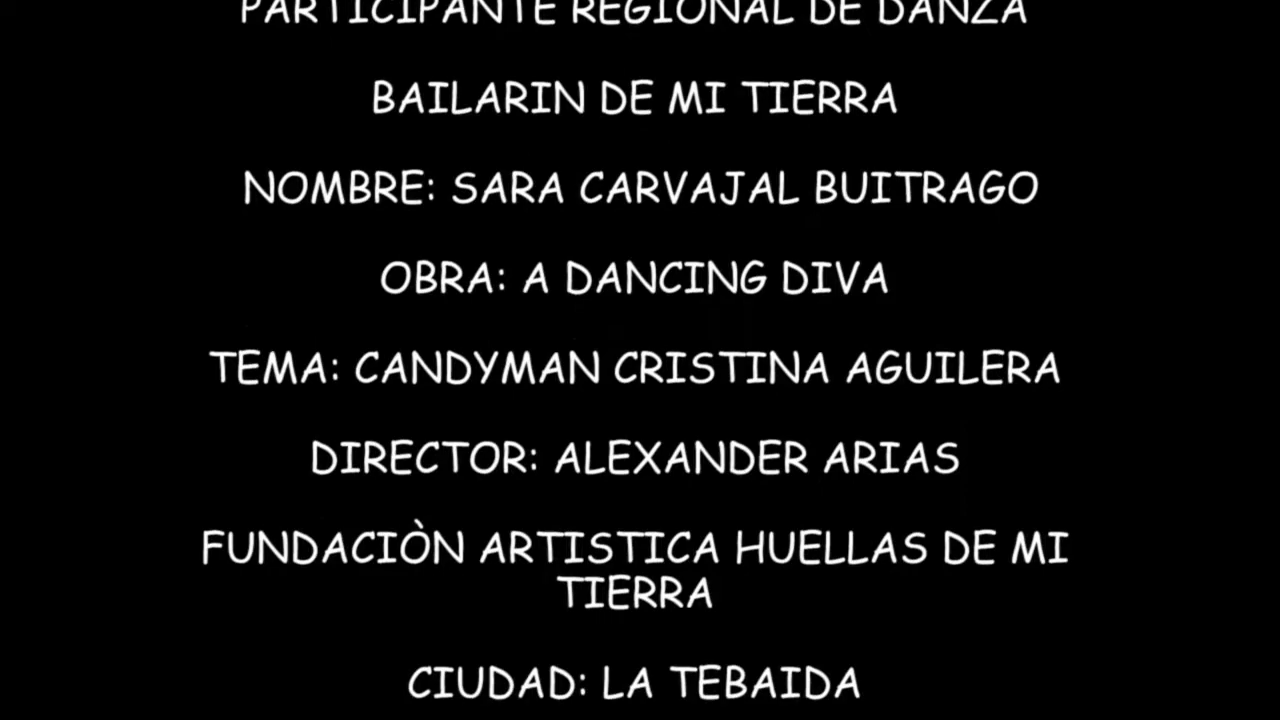 PARTICIPANTE REGIONAL DE DANZA
BAILARIN DE MI TIERRA
NOMBRE: SARA CARVAJAL BUITRAGO
OBRA: A DANCING DIVA
TEMA: CANDYMAN CRISTINA AGUILERA
DIRECTOR: ALEXANDER ARIAS
FUNDACIÒN ARTISTICA HUELLAS DE MI
TIERRA
CIUDAD: LA TEBAIDA